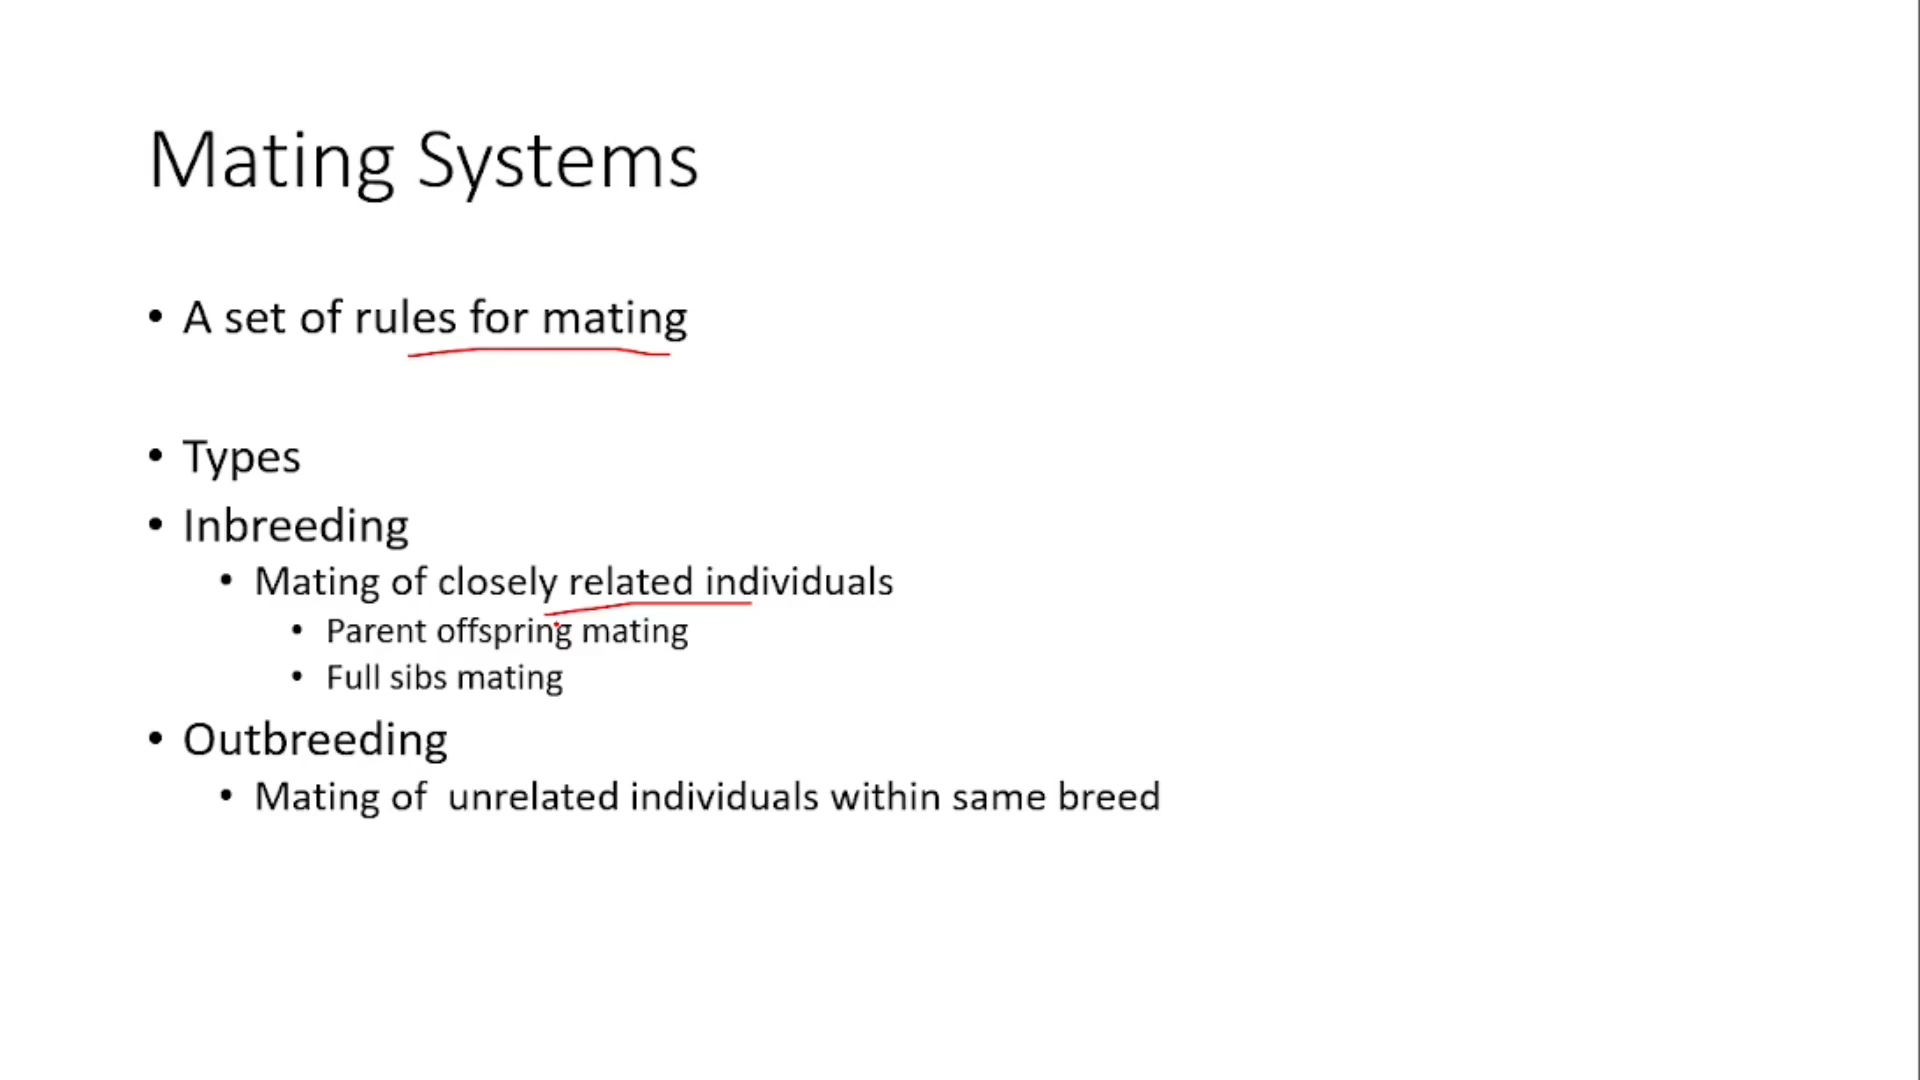 Mating Systems
• A set of rules for mating
• Types
• Inbreeding
• Mating of closely related individuals
• Parent offspring mating
• Full sibs mating
• Outbreeding
• Mating of  unrelated individuals within same breed